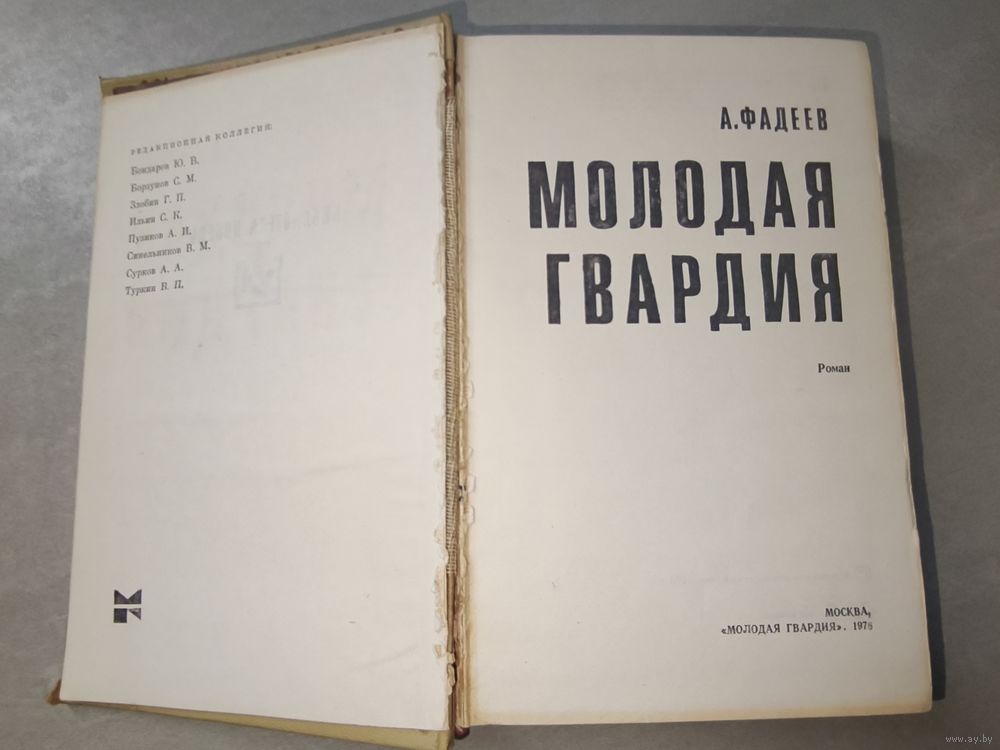 РЕДАКЦИОННАЯ КОЛЛЕГИЯ:
Бондарев Ю. В.
Борзунов С. М.
Злобин Г. П.
Ильин С. К.
Пузиков А. И.
Синельников В. М.
Сурков А. А.
Туркин В. П.
А. ФАДЕЕВ
МОЛОДАЯ
ГВАРДИЯ
Роман
МОСКВА,
«МОЛОДАЯ ГВАРДИЯ». 1978
www.ay.by